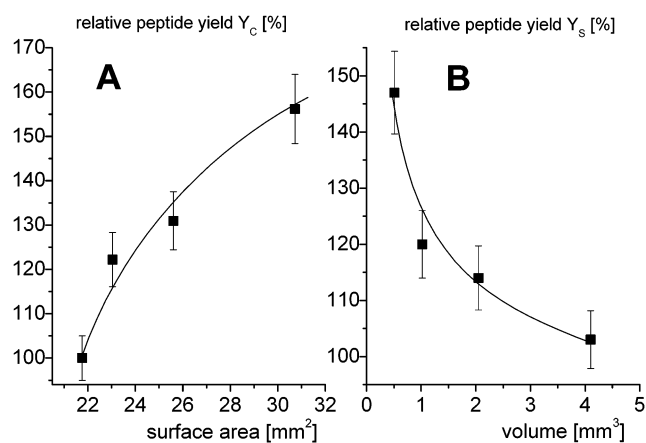 relative peptide yield Y_C [%]
A
170
160
150
140
130
120
110
100
22 24 26 28 30 32
surface area [mm²]
relative peptide yield Y_S [%]
B
150
140
130
120
110
100
0 1 2 3 4 5
volume [mm³]